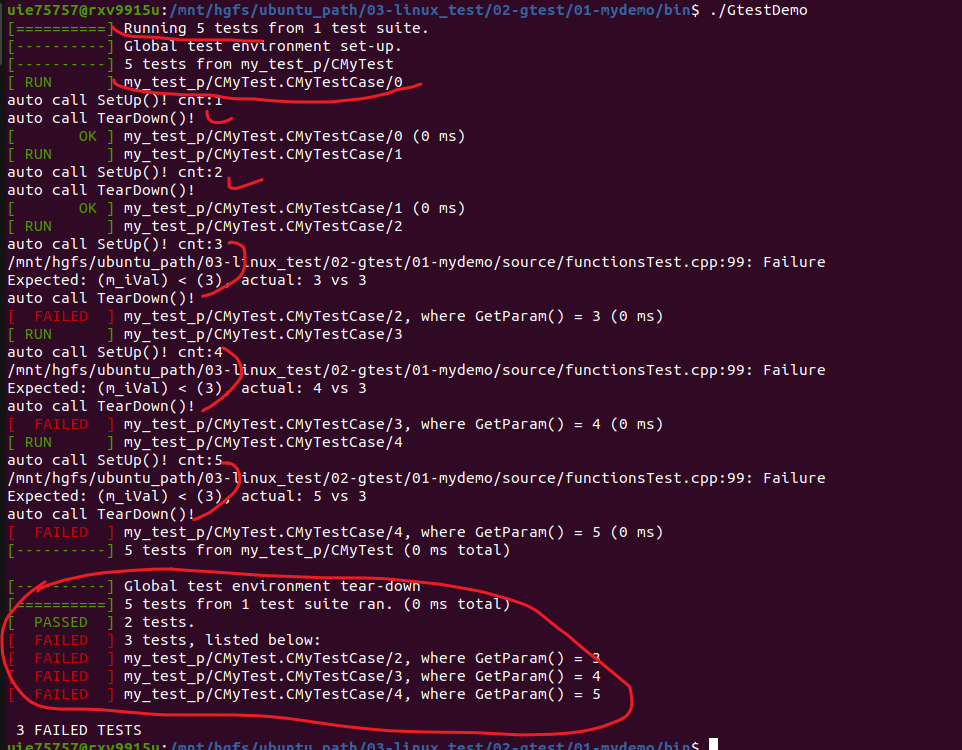 uie75757@rxv9915u:/mnt/hgfs/ubuntu_path/03-linux_test/02-gtest/01-mydemo/bin$ ./GtestDemo
[==========] Running 5 tests from 1 test suite.
[----------] Global test environment set-up.
[----------] 5 tests from my_test_p/CMyTest
[ RUN      ] my_test_p/CMyTest.CMyTestCase/0
auto call SetUp()! cnt:1
auto call TearDown()!
[       OK ] my_test_p/CMyTest.CMyTestCase/0 (0 ms)
[ RUN      ] my_test_p/CMyTest.CMyTestCase/1
auto call SetUp()! cnt:2
auto call TearDown()!
[       OK ] my_test_p/CMyTest.CMyTestCase/1 (0 ms)
[ RUN      ] my_test_p/CMyTest.CMyTestCase/2
auto call SetUp()! cnt:3
/mnt/hgfs/ubuntu_path/03-linux_test/02-gtest/01-mydemo/source/functionsTest.cpp:99: Failure
Expected: (m_iVal) < (3), actual: 3 vs 3
auto call TearDown()!
[  FAILED  ] my_test_p/CMyTest.CMyTestCase/2, where GetParam() = 3 (0 ms)
[ RUN      ] my_test_p/CMyTest.CMyTestCase/3
auto call SetUp()! cnt:4
/mnt/hgfs/ubuntu_path/03-linux_test/02-gtest/01-mydemo/source/functionsTest.cpp:99: Failure
Expected: (m_iVal) < (3), actual: 4 vs 3
auto call TearDown()!
[  FAILED  ] my_test_p/CMyTest.CMyTestCase/3, where GetParam() = 4 (0 ms)
[ RUN      ] my_test_p/CMyTest.CMyTestCase/4
auto call SetUp()! cnt:5
/mnt/hgfs/ubuntu_path/03-linux_test/02-gtest/01-mydemo/source/functionsTest.cpp:99: Failure
Expected: (m_iVal) < (3), actual: 5 vs 3
auto call TearDown()!
[  FAILED  ] my_test_p/CMyTest.CMyTestCase/4, where GetParam() = 5 (0 ms)
[----------] 5 tests from my_test_p/CMyTest (0 ms total)
[----------] Global test environment tear-down
[==========] 5 tests from 1 test suite ran. (0 ms total)
[  PASSED  ] 2 tests.
[  FAILED  ] 3 tests, listed below:
[  FAILED  ] my_test_p/CMyTest.CMyTestCase/2, where GetParam() = 3
[  FAILED  ] my_test_p/CMyTest.CMyTestCase/3, where GetParam() = 4
[  FAILED  ] my_test_p/CMyTest.CMyTestCase/4, where GetParam() = 5
3 FAILED TESTS
uie75757@rxv9915u:/mnt/hgfs/ubuntu_path/03-linux_test/02-gtest/01-mydemo/bin$